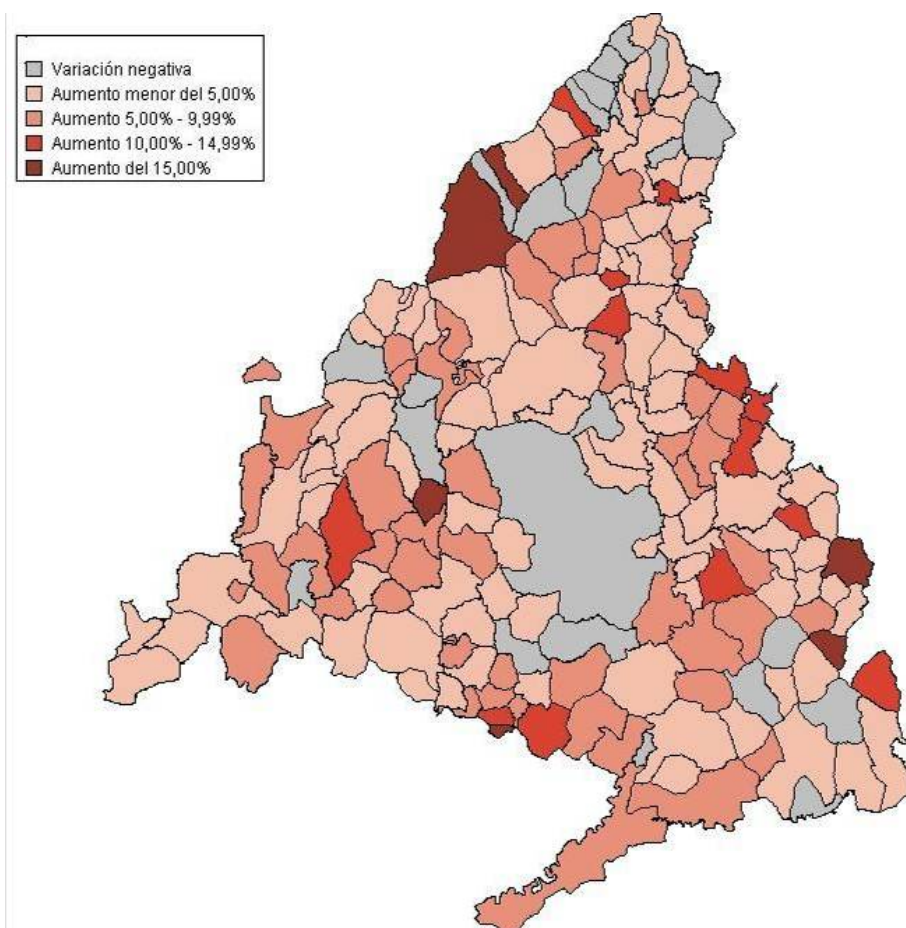 Variación negativa
Aumento menor del 5,00%
Aumento 5,00% - 9,99%
Aumento 10,00% - 14,99%
Aumento del 15,00%